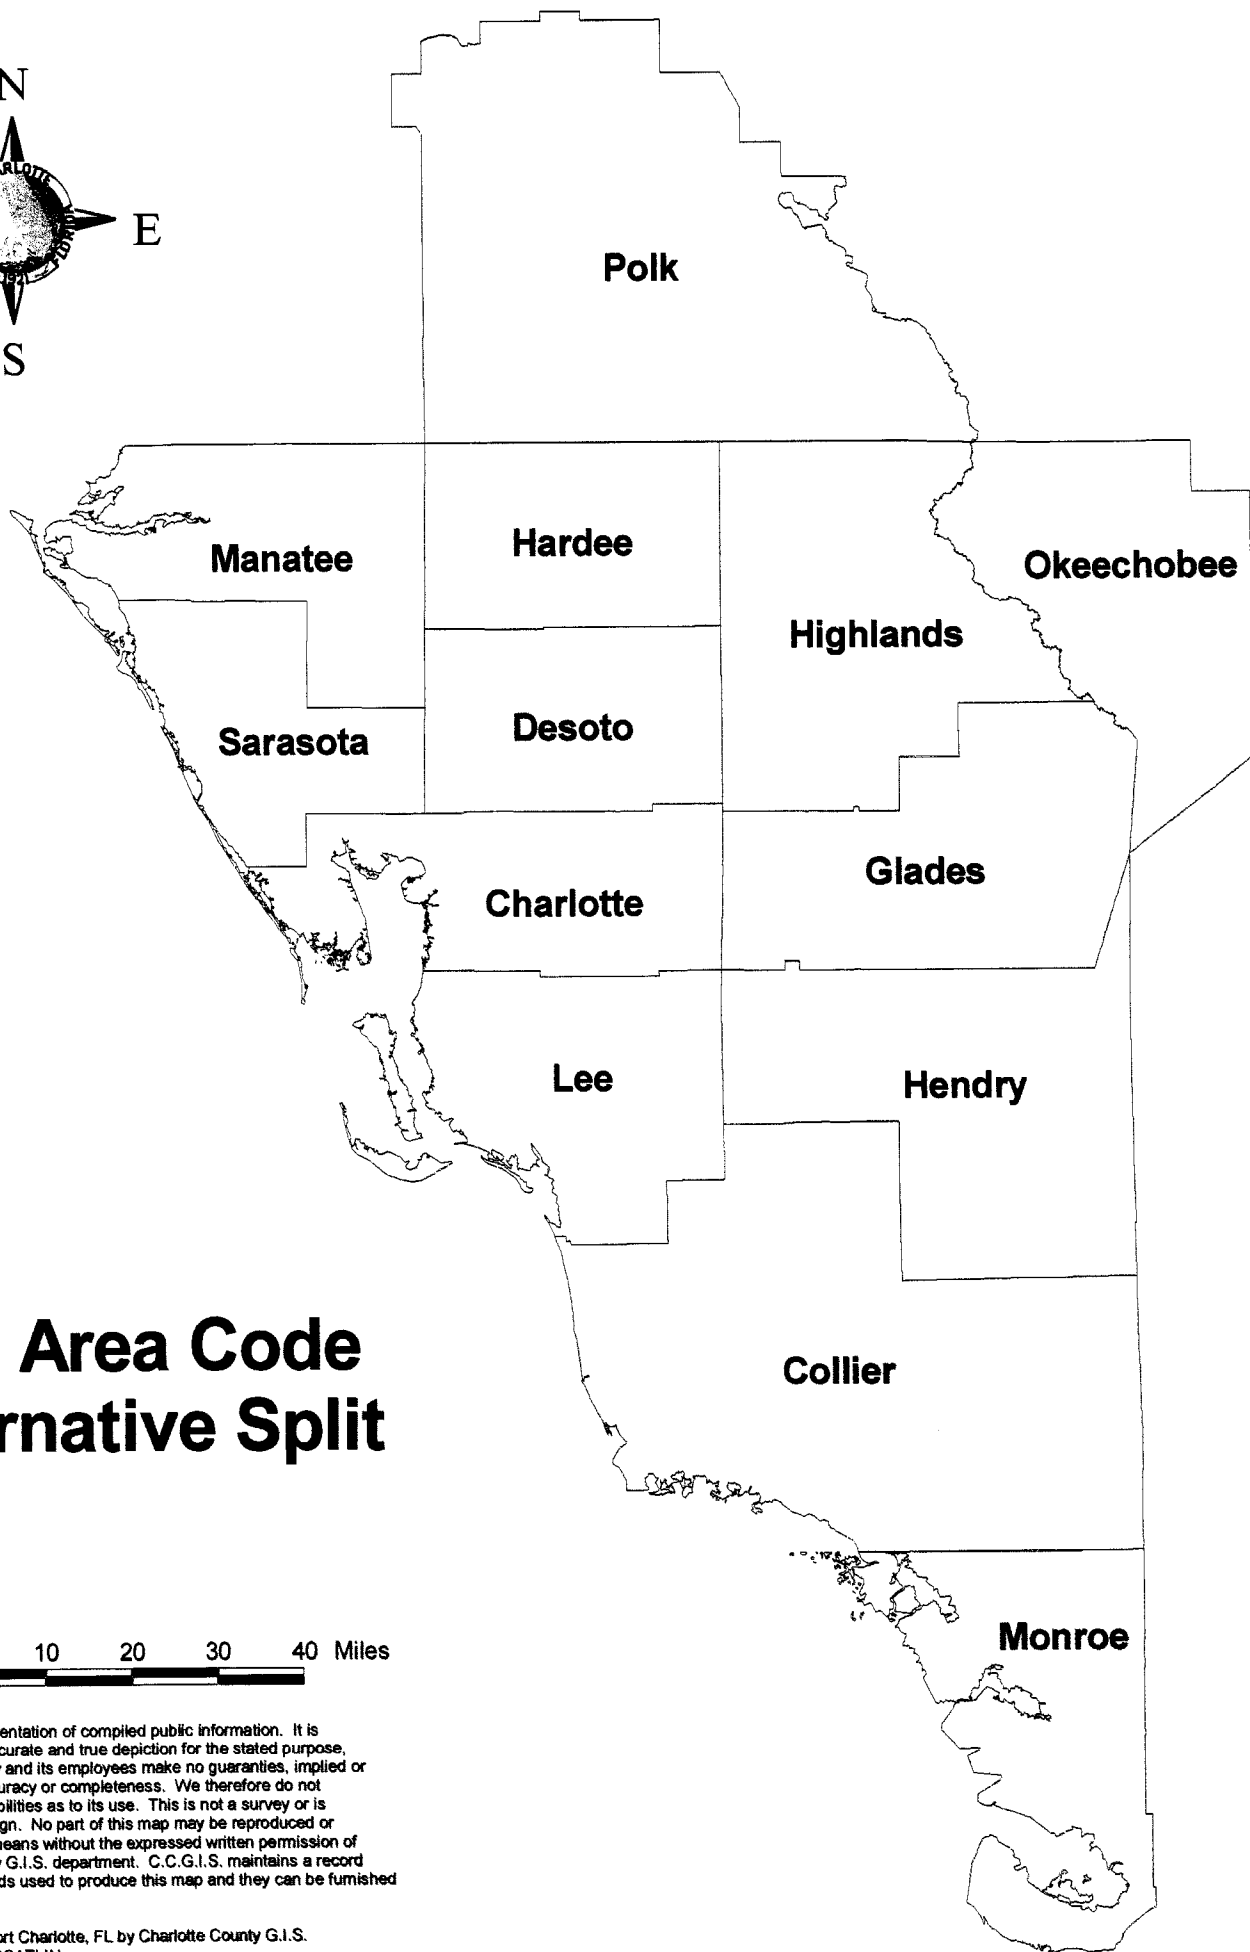 N
E
S
Polk
Manatee
Hardee
Okeechobee
Highlands
Sarasota
Desoto
Glades
Charlotte
Lee
Hendry
Collier
Monroe
Area Code
rnative Split
10 20 30 40 Miles
entation of compiled public information. It is
curate and true depiction for the stated purpose,
and its employees make no guaranties, implied or
uracy or completeness. We therefore do not
bilities as to its use. This is not a survey or is
gn. No part of this map may be reproduced or
means without the expressed written permission of
G.I.S. department. C.C.G.I.S. maintains a record
ds used to produce this map and they can be furnished
ort Charlotte, FL by Charlotte County G.I.S.